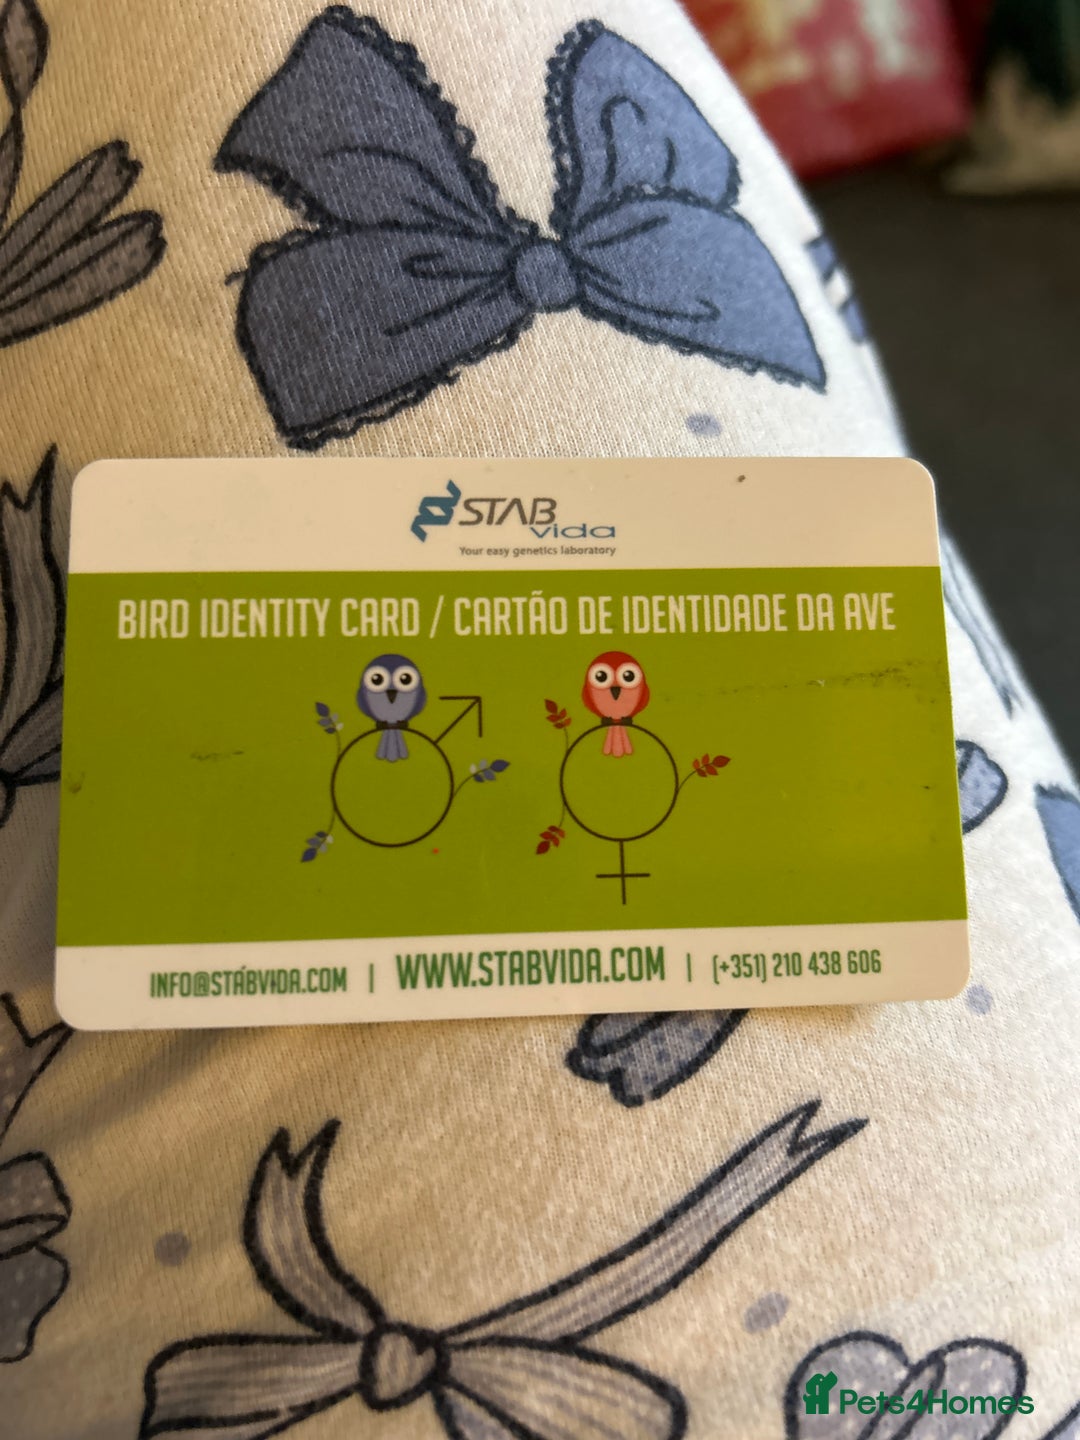 STAB
vida
Your easy genetics laboratory
BIRD IDENTITY CARD / CARTÃO DE IDENTIDADE DA AVE
INFO@STABVIDA.COM | WWW.STABVIDA.COM | (+351) 210 438 606
Pets4Homes